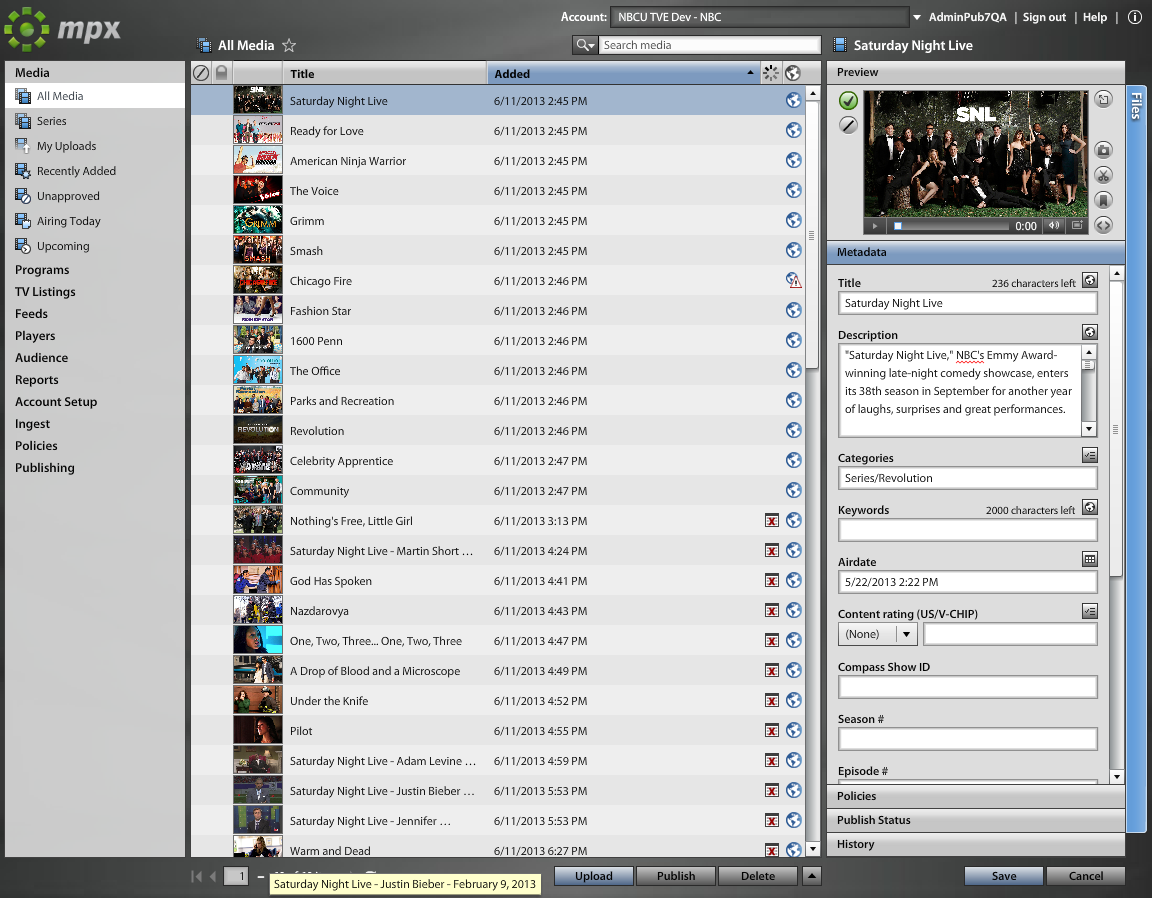 mpx
Account: NBCU TVE Dev - NBC AdminPub7QA | Sign out | Help |
All Media
Search media
Saturday Night Live
Media
All Media
Series
My Uploads
Recently Added
Unapproved
Airing Today
Upcoming
Programs
TV Listings
Feeds
Players
Audience
Reports
Account Setup
Ingest
Policies
Publishing
Title Added
Saturday Night Live 6/11/2013 2:45 PM
Ready for Love 6/11/2013 2:45 PM
American Ninja Warrior 6/11/2013 2:45 PM
The Voice 6/11/2013 2:45 PM
Grimm 6/11/2013 2:45 PM
Smash 6/11/2013 2:45 PM
Chicago Fire 6/11/2013 2:46 PM
Fashion Star 6/11/2013 2:46 PM
1600 Penn 6/11/2013 2:46 PM
The Office 6/11/2013 2:46 PM
Parks and Recreation 6/11/2013 2:46 PM
Revolution 6/11/2013 2:46 PM
Celebrity Apprentice 6/11/2013 2:47 PM
Community 6/11/2013 2:47 PM
Nothing's Free, Little Girl 6/11/2013 3:13 PM
Saturday Night Live - Martin Short ... 6/11/2013 4:24 PM
God Has Spoken 6/11/2013 4:41 PM
Nazdarovya 6/11/2013 4:43 PM
One, Two, Three... One, Two, Three 6/11/2013 4:47 PM
A Drop of Blood and a Microscope 6/11/2013 4:49 PM
Under the Knife 6/11/2013 4:52 PM
Pilot 6/11/2013 4:55 PM
Saturday Night Live - Adam Levine ... 6/11/2013 4:59 PM
Saturday Night Live - Justin Bieber ... 6/11/2013 5:53 PM
Saturday Night Live - Jennifer ... 6/11/2013 5:53 PM
Warm and Dead 6/11/2013 6:27 PM
1 –
Saturday Night Live - Justin Bieber - February 9, 2013
Upload Publish Delete
Preview
SNL
0:00
Files
Metadata
Title 236 characters left
Saturday Night Live
Description
"Saturday Night Live," NBC's Emmy Award-
winning late-night comedy showcase, enters
its 38th season in September for another year
of laughs, surprises and great performances.
Categories
Series/Revolution
Keywords 2000 characters left
Airdate
5/22/2013 2:22 PM
Content rating (US/V-CHIP)
(None)
Compass Show ID
Season #
Episode #
Policies
Publish Status
History
Save Cancel